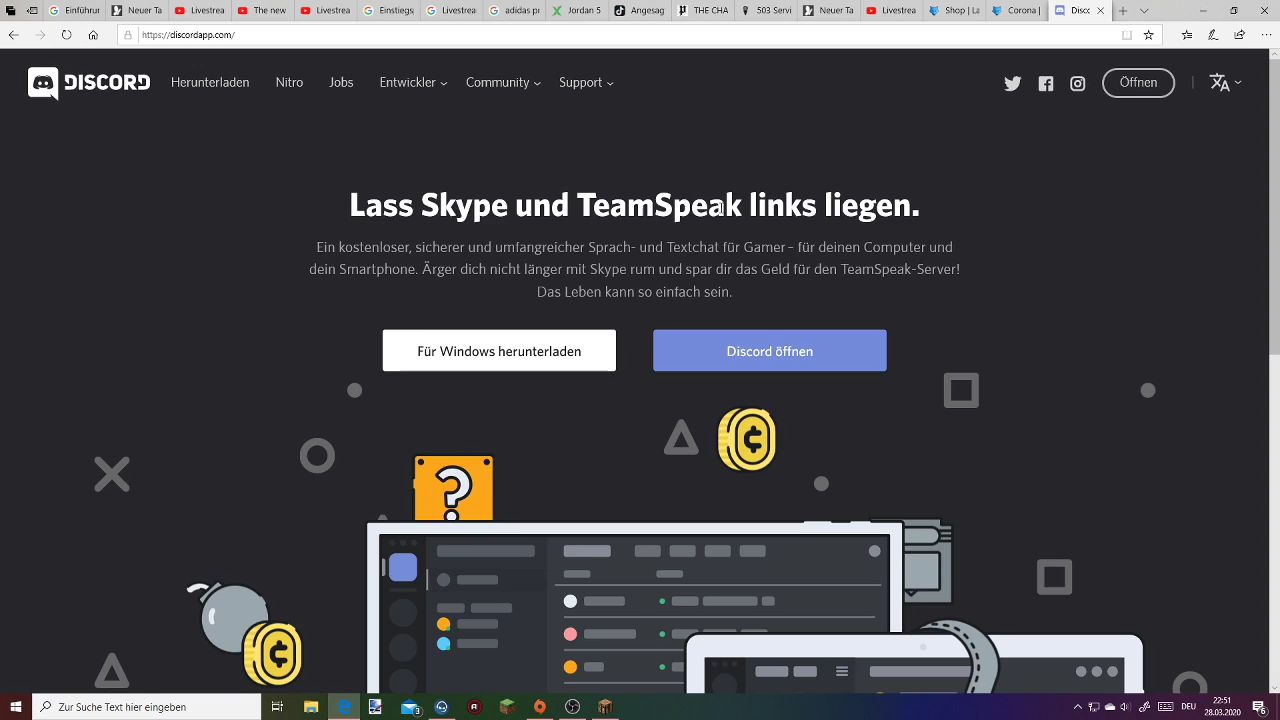 Einführu
Neuer Ta
Livestrea
The new
Livestrea
Einstiegs
Livestrea
adidas p
Jordan 5
Angesag
THE CHA
503 Servi
Neuer Ta
Livestrea
Shop | La
Corona |
Disc
https://discordapp.com/
DISCORD
Herunterladen
Nitro
Jobs
Entwickler
Community
Support
Öffnen
Lass Skype und TeamSpeak links liegen.
Ein kostenloser, sicherer und umfangreicher Sprach- und Textchat für Gamer – für deinen Computer und
dein Smartphone. Ärger dich nicht länger mit Skype rum und spar dir das Geld für den TeamSpeak-Server!
Das Leben kann so einfach sein.
Für Windows herunterladen
Discord öffnen
Zur Suche Text hier eingeben
3
DEU
22:51
28.03.2020
6